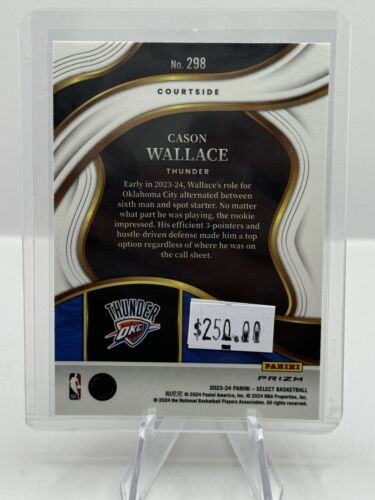 No. 298
COURTSIDE
CASON
WALLACE
THUNDER
Early in 2023-24, Wallace's role for
Oklahoma City alternated between
sixth man and spot starter. No matter
what part he was playing, the rookie
impressed. His efficient 3-pointers and
hustle-driven defense made him a top
option regardless of where he was on
the call sheet.
THUNDER
OKC
$250.00
PANINI
PRIZM
2023-24 PANINI – SELECT BASKETBALL
帕尼尼 © 2024 Panini America, Inc. © 2024 NBA Properties, Inc.
© 2024 the National Basketball Players Association. All rights reserved.